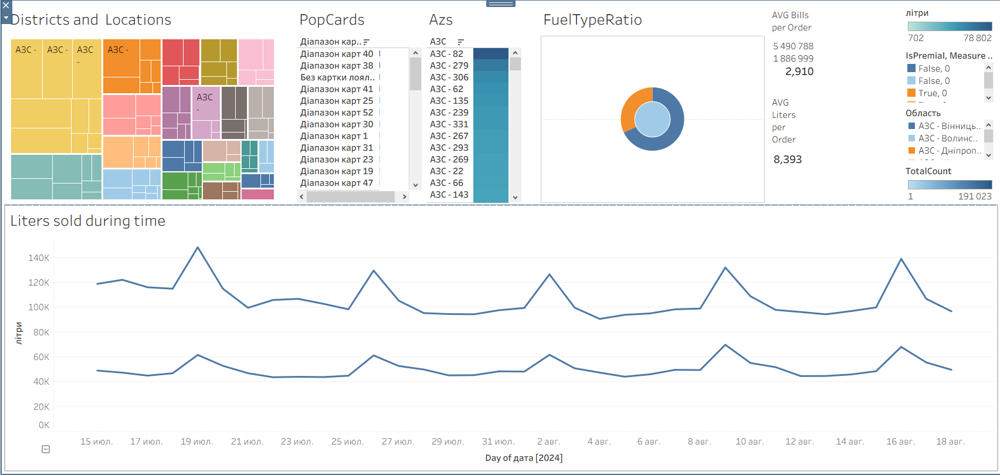 Districts and Locations
АЗС -
АЗС -
АЗС
-
АЗС -
АЗС
-
PopCards
Діапазон кар..
Діапазон карт 40
Діапазон карт 38
Без картки лоял..
Діапазон карт 41
Діапазон карт 25
Діапазон карт 52
Діапазон карт 30
Діапазон карт 1
Діапазон карт 31
Діапазон карт 23
Діапазон карт 19
Діапазон карт 47
Azs
АЗС
АЗС - 82
АЗС - 279
АЗС - 306
АЗС - 62
АЗС - 135
АЗС - 239
АЗС - 331
АЗС - 267
АЗС - 293
АЗС - 269
АЗС - 22
АЗС - 66
АЗС - 143
FuelTypeRatio
AVG Bills
per Order
5 490 788
1 886 999
2,910
AVG
Liters
per
Order
8,393
літри
702 78 802
IsPremial, Measure ..
False, 0
False, 0
True, 0
Область
АЗС - Вінниць..
АЗС - Волинс..
АЗС - Дніпроп..
TotalCount
1 191 023
Liters sold during time
літри
140K
120K
100K
80K
60K
40K
20K
0K
15 июл. 17 июл. 19 июл. 21 июл. 23 июл. 25 июл. 27 июл. 29 июл. 31 июл. 2 авг. 4 авг. 6 авг. 8 авг. 10 авг. 12 авг. 14 авг. 16 авг. 18 авг.
Day of дата [2024]